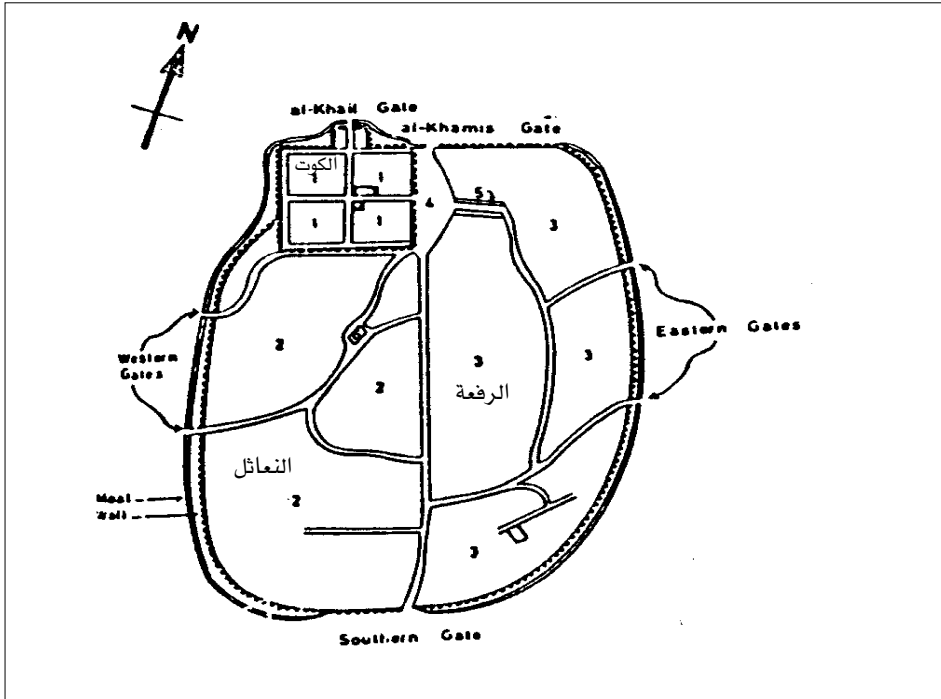 N
al-Khail Gate
al-Khamis Gate
الكوت
1
1
5
4
3
1
1
Eastern Gates
2
Western
Gates
3
3
2
الرفعة
النعاثل
2
Moat
Wall
3
Southern Gate